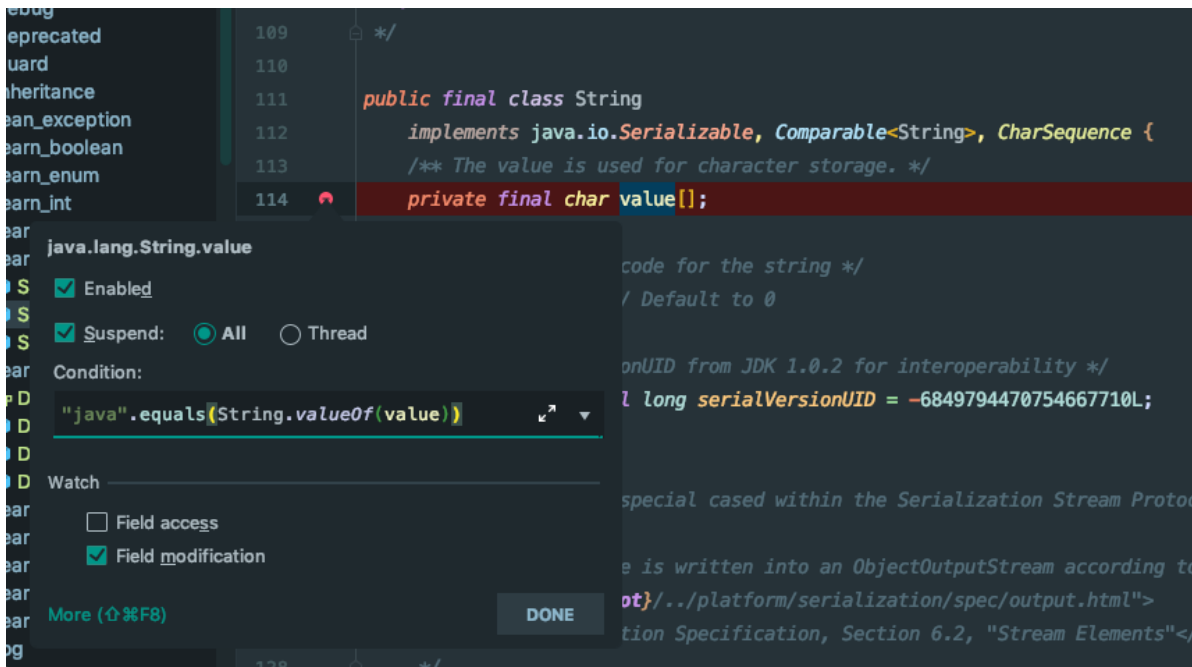 eprecated
uard
heritance
ean_exception
earn_boolean
earn_enum
earn_int
109 */
110
111 public final class String
112 implements java.io.Serializable, Comparable<String>, CharSequence {
113 /** The value is used for character storage. */
114 private final char value[];
java.lang.String.value
code for the string */
Enabled
/ Default to 0
Suspend: All Thread
onUID from JDK 1.0.2 for interoperability */
Condition:
l long serialVersionUID = -6849794470754667710L;
"java".equals(String.valueOf(value))
Watch
special cased within the Serialization Stream Protoc
Field access
Field modification
e is written into an ObjectOutputStream according to
ot}/../platform/serialization/spec/output.html">
More (⇧⌘F8) DONE
tion Specification, Section 6.2, "Stream Elements"</
128 */